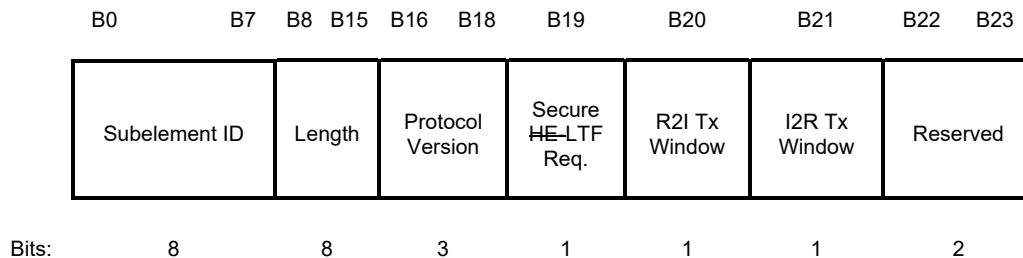 B0 B7 B8 B15 B16 B18 B19 B20 B21 B22 B23
Subelement ID Length Protocol Version Secure HE-LTF Req. R2I Tx Window I2R Tx Window Reserved
Bits: 8 8 3 1 1 1 2